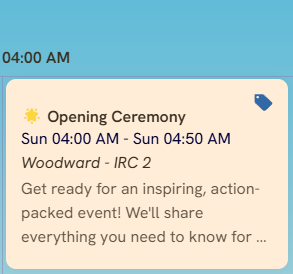 04:00 AM
🌟 Opening Ceremony
Sun 04:00 AM - Sun 04:50 AM
Woodward - IRC 2
Get ready for an inspiring, action-
packed event! We'll share
everything you need to know for ...